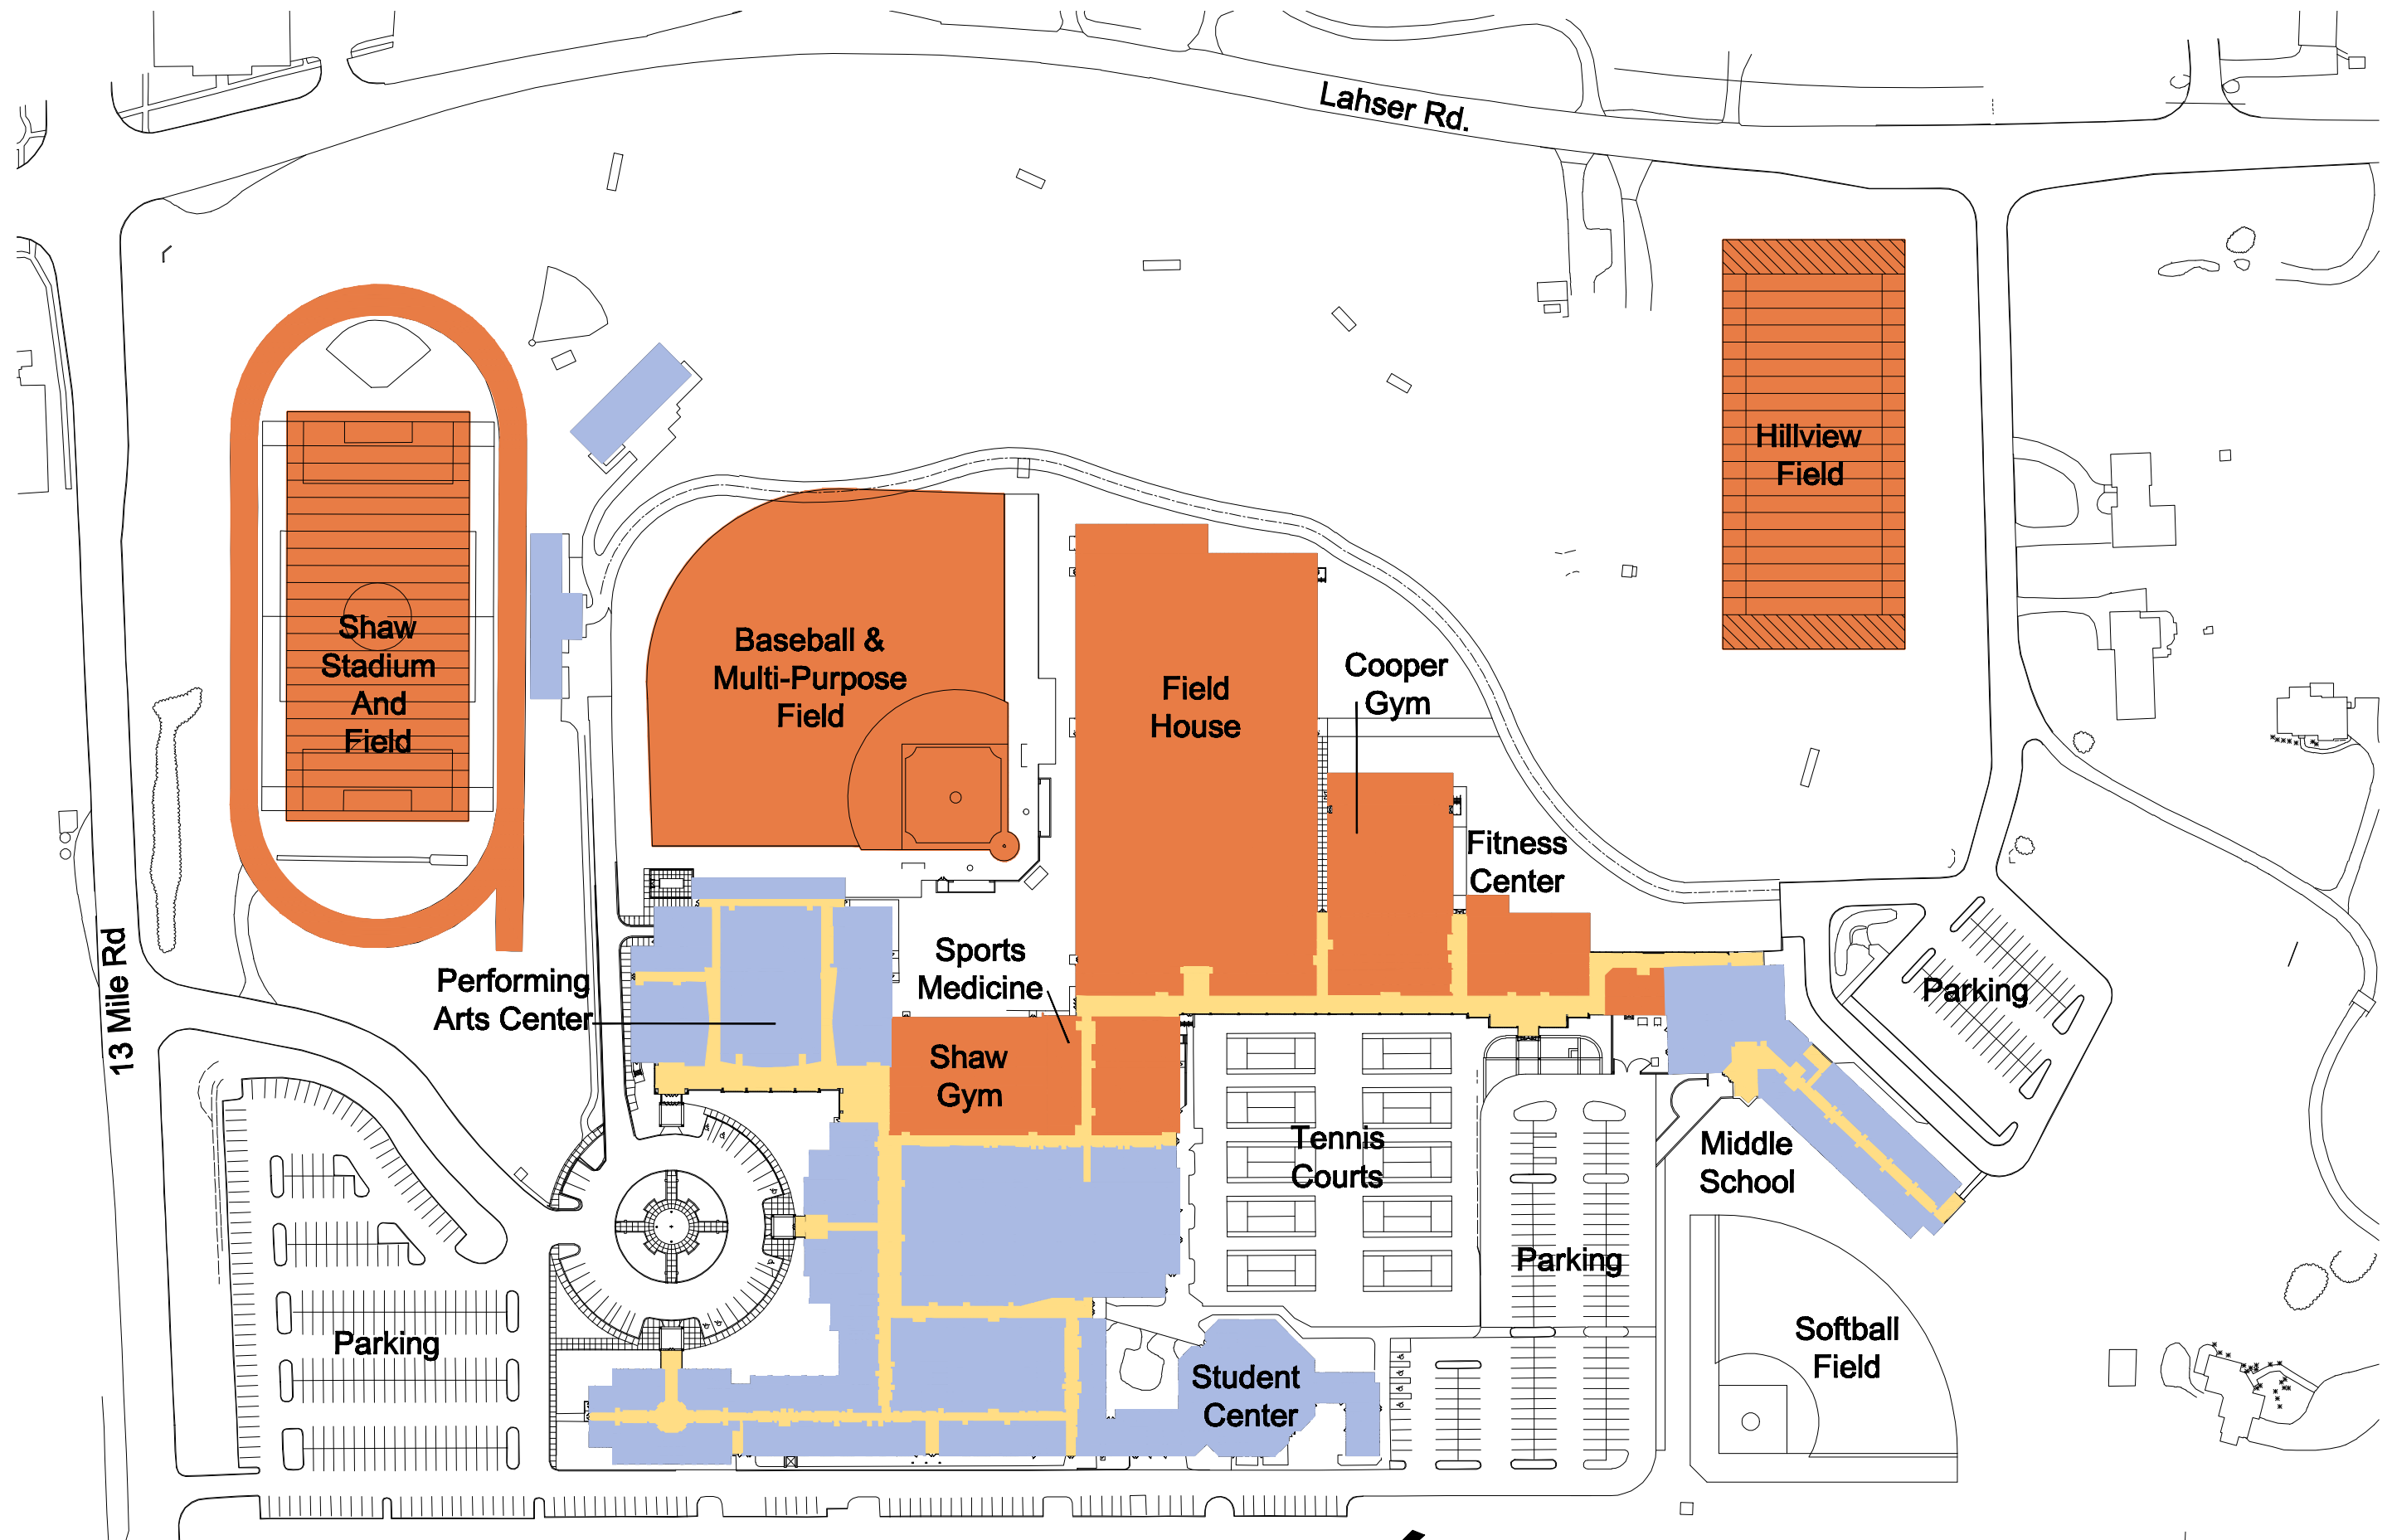 Lahser Rd.
Hillview
Field
Shaw
Stadium
And
Field
Baseball &
Multi-Purpose
Field
Field
House
Cooper
Gym
Fitness
Center
13 Mile Rd
Performing
Arts Center
Sports
Medicine
Parking
Shaw
Gym
Tennis
Courts
Middle
School
Parking
Parking
Softball
Field
Student
Center